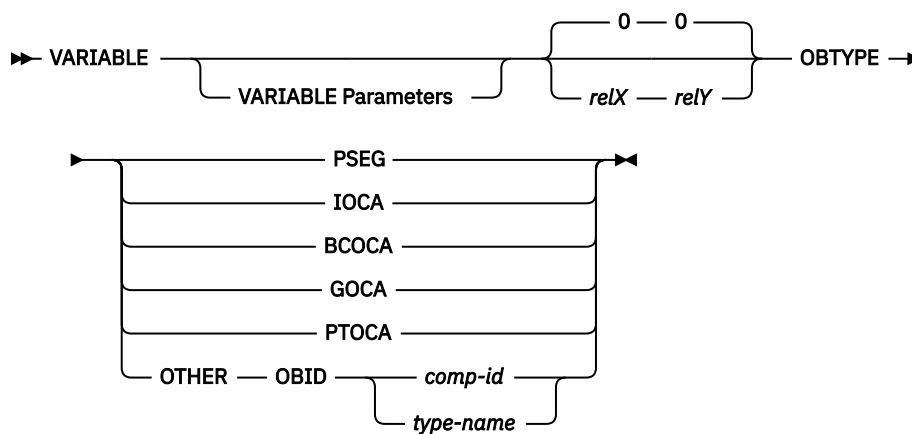 0 0
VARIABLE OBTYPE
VARIABLE Parameters relX relY
PSEG
IOCA
BCOCA
GOCA
PTOCA
OTHER OBID comp-id
type-name